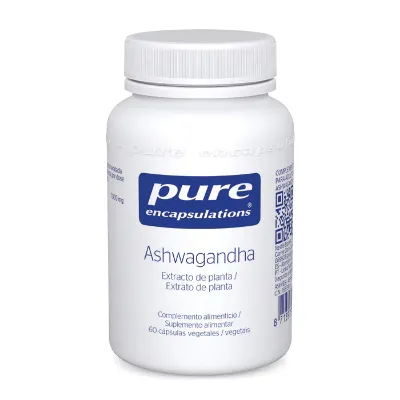 pure
encapsulations®
Ashwagandha
Extracto de planta /
Extrato de planta
Complemento alimenticio /
Suplemento alimentar
60 cápsulas vegetales / vegetais